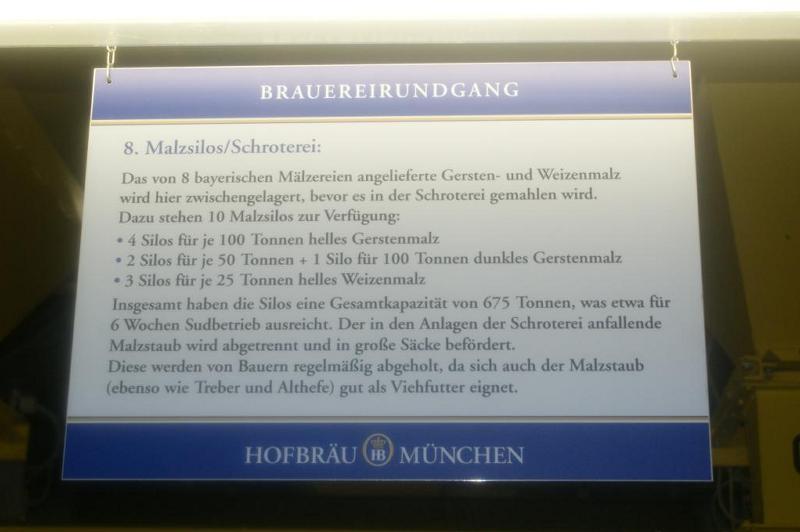 BRAUEREIRUNDGANG
8. Malzsilos/Schroterei:
Das von 8 bayerischen Mälzereien angelieferte Gersten- und Weizenmalz
wird hier zwischengelagert, bevor es in der Schroterei gemahlen wird.
Dazu stehen 10 Malzsilos zur Verfügung:
• 4 Silos für je 100 Tonnen helles Gerstenmalz
• 2 Silos für je 50 Tonnen + 1 Silo für 100 Tonnen dunkles Gerstenmalz
• 3 Silos für je 25 Tonnen helles Weizenmalz
Insgesamt haben die Silos eine Gesamtkapazität von 675 Tonnen, was etwa für
6 Wochen Sudbetrieb ausreicht. Der in den Anlagen der Schroterei anfallende
Malzstaub wird abgetrennt und in große Säcke befördert.
Diese werden von Bauern regelmäßig abgeholt, da sich auch der Malzstaub
(ebenso wie Treber und Althefe) gut als Viehfutter eignet.
HOFBRÄU HB MÜNCHEN